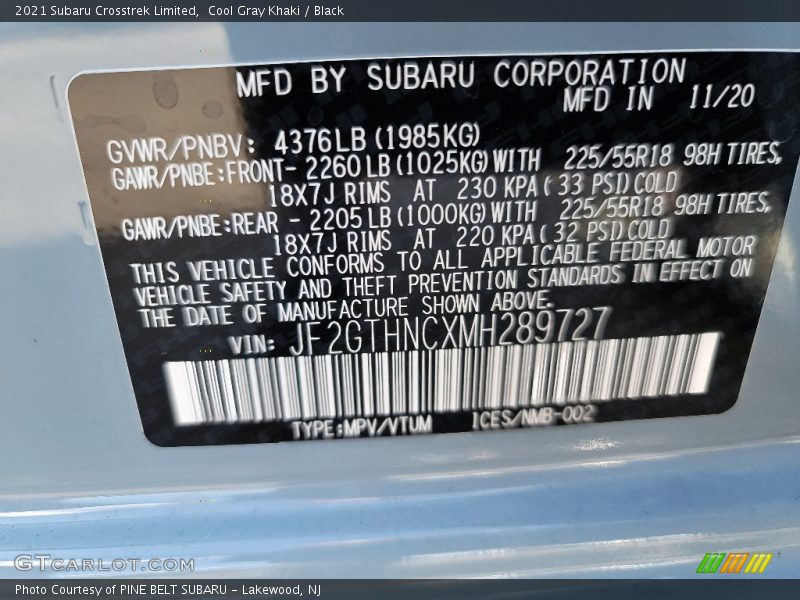 2021 Subaru Crosstrek Limited, Cool Gray Khaki / Black
MFD BY SUBARU CORPORATION
MFD IN 11/20
GVWR/PNBV: 4376LB (1985KG)
GAWR/PNBE:FRONT- 2260LB (1025KG) WITH 225/55R18 98H TIRES,
18X7J RIMS AT 230 KPA( 33 PSI) COLD
GAWR/PNBE:REAR - 2205LB (1000KG) WITH 225/55R18 98H TIRES,
18X7J RIMS AT 220 KPA( 32 PSI) COLD
THIS VEHICLE CONFORMS TO ALL APPLICABLE FEDERAL MOTOR
VEHICLE SAFETY AND THEFT PREVENTION STANDARDS IN EFFECT ON
THE DATE OF MANUFACTURE SHOWN ABOVE.
VIN: JF2GTHNCXMH289727
TYPE:MPV/VTUM ICES/NMB-002
GTCARLOT.COM
Photo Courtesy of PINE BELT SUBARU - Lakewood, NJ